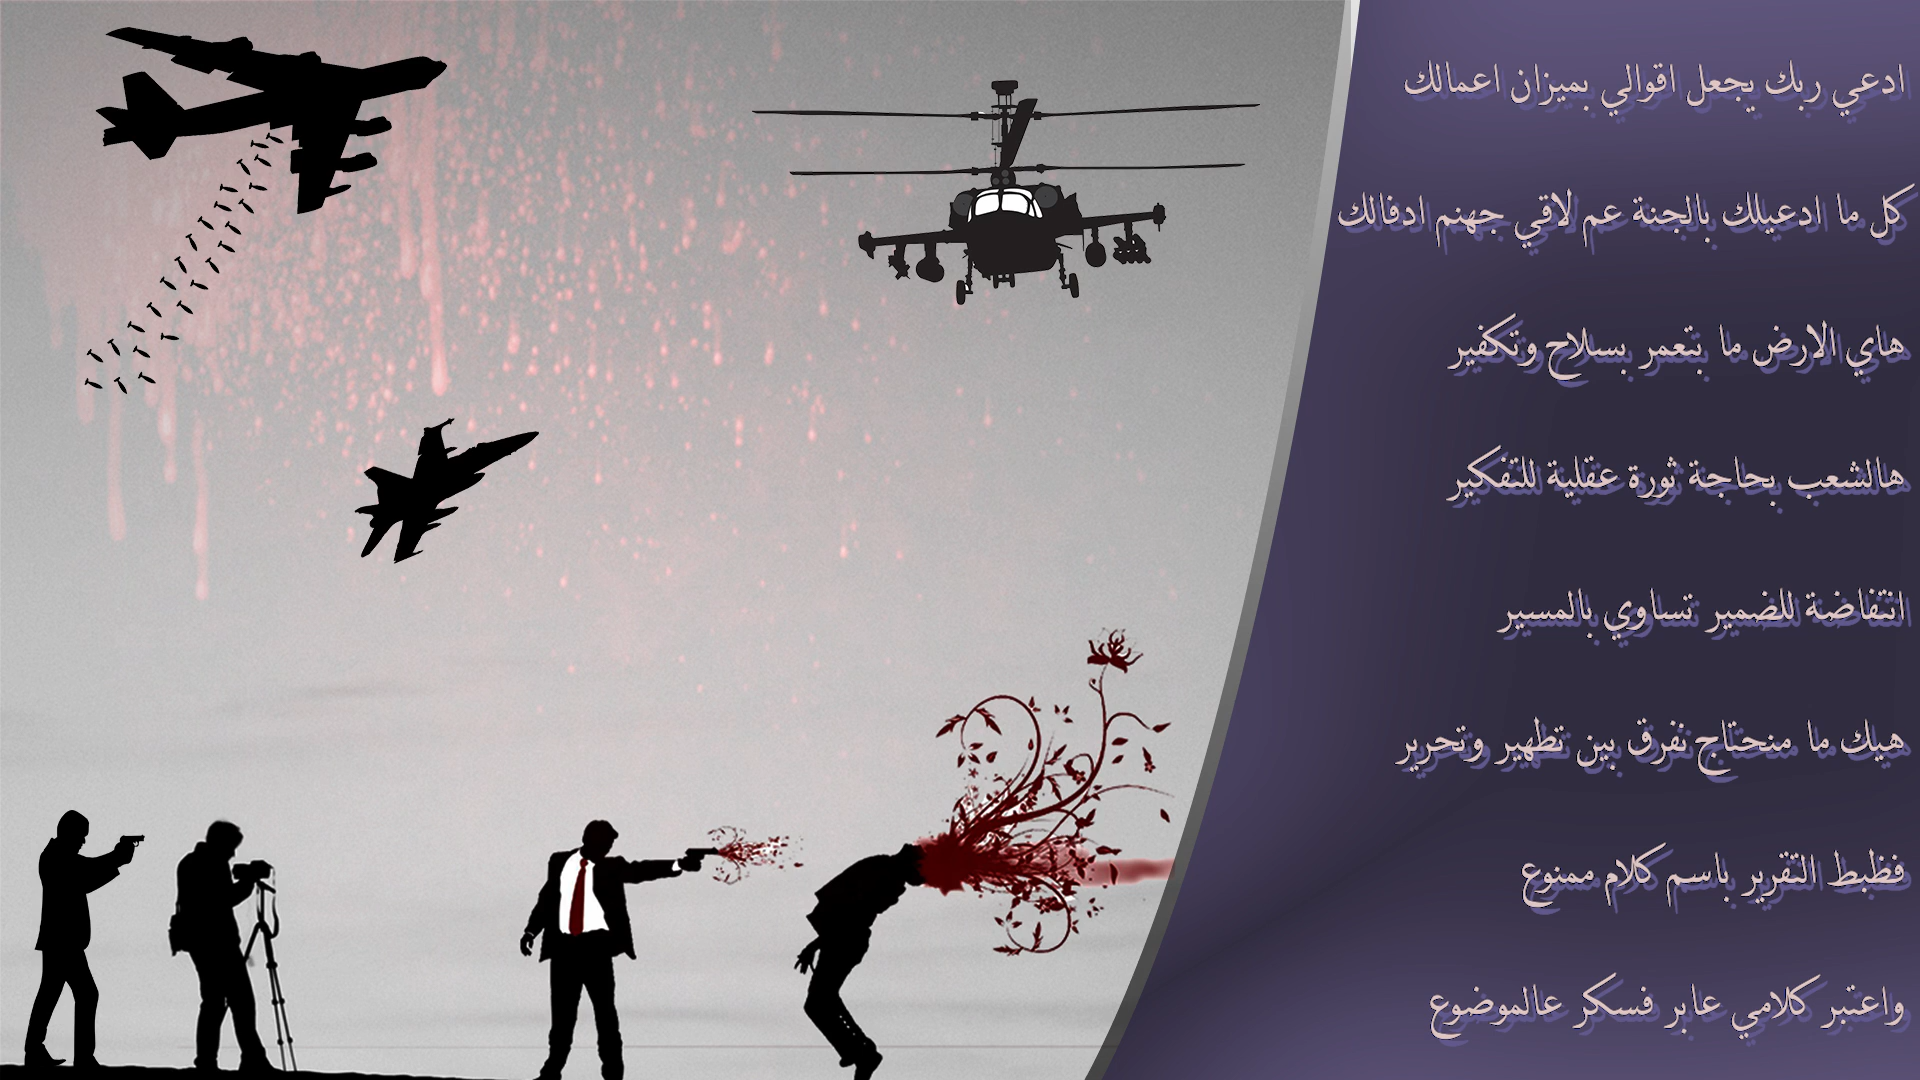 ادعي ربك يجعل اقوالي بميزان اعمالك
كل ما ادعيلك بالجنة عم لاقي جهنم ادفالك
هاي الارض ما بتعمر بسلاح وتكفير
هالشعب بحاجة ثورة عقلية للتفكير
انتفاضة للضمير تساوي بالمسير
هيك ما منحتاج نفرق بين تطهير وتحرير
فظبط التقرير باسم كلام ممنوع
واعتبر كلامي عابر فسكر عالموضوع